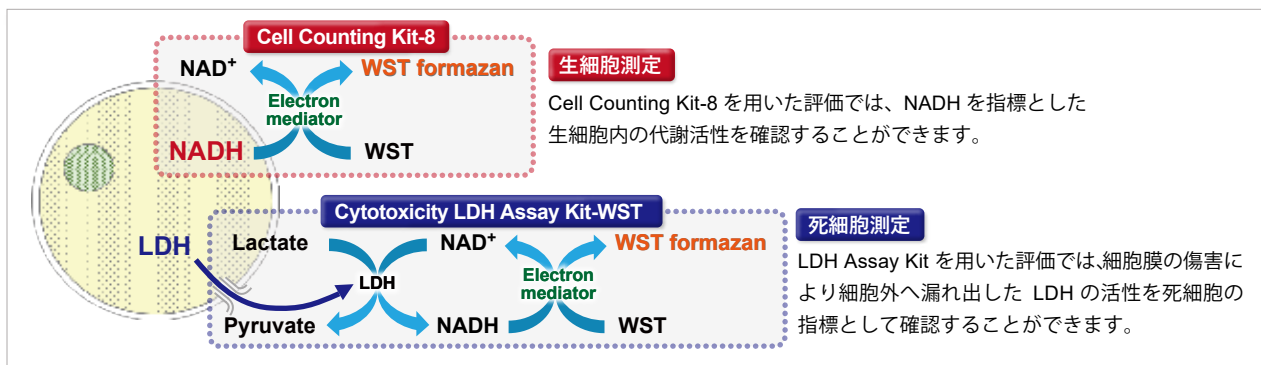 Cell Counting Kit-8
NAD⁺
WST formazan
Electron
mediator
NADH
WST
生細胞測定
Cell Counting Kit-8 を用いた評価では、NADH を指標とした
生細胞内の代謝活性を確認することができます。
Cytotoxicity LDH Assay Kit-WST
LDH
Lactate
NAD⁺
WST formazan
LDH
Electron
mediator
Pyruvate
NADH
WST
死細胞測定
LDH Assay Kit を用いた評価では、細胞膜の傷害に
より細胞外へ漏れ出した LDH の活性を死細胞の
指標として確認することができます。